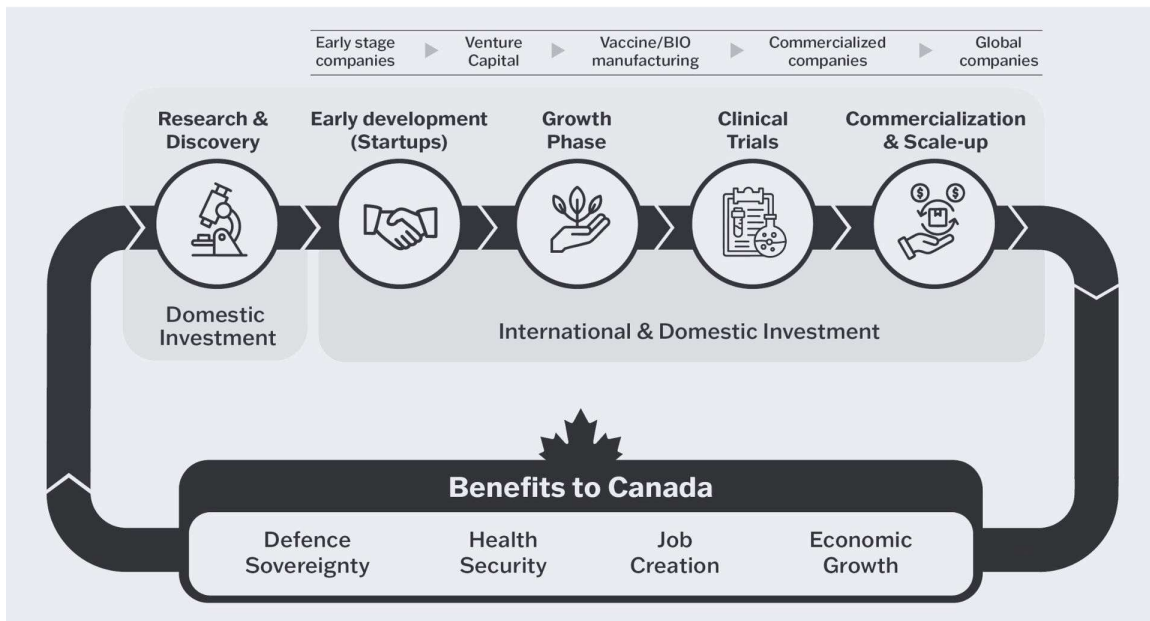 Early stage
companies
Venture
Capital
Vaccine/BIO
manufacturing
Commercialized
companies
Global
companies
Research &
Discovery
Early development
(Startups)
Growth
Phase
Clinical
Trials
Commercialization
& Scale-up
$ $
Domestic
Investment
International & Domestic Investment
Benefits to Canada
Defence
Sovereignty
Health
Security
Job
Creation
Economic
Growth